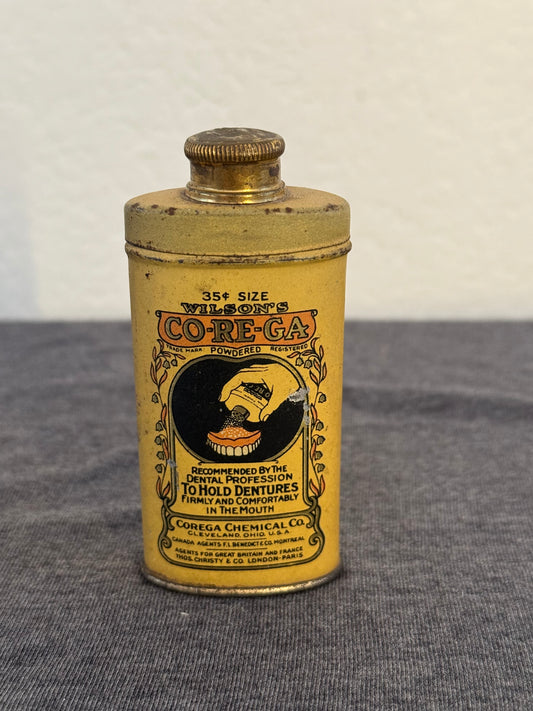 35¢ SIZE
WILSON'S
CO-RE-GA
TRADE MARK POWDERED REGISTERED
RECOMMENDED BY THE
DENTAL PROFESSION
TO HOLD DENTURES
FIRMLY AND COMFORTABLY
IN THE MOUTH
COREGA CHEMICAL CO.
CLEVELAND, OHIO, U.S.A.
CANADA AGENTS F.I. BENEDICT & CO. MONTREAL
AGENTS FOR GREAT BRITAIN AND FRANCE
THOS. CHRISTY & CO. LONDON-PARIS